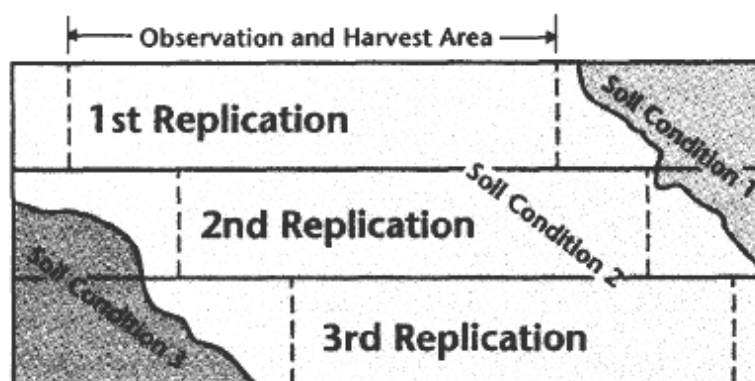 Observation and Harvest Area
1st Replication
Soil Condition 1
2nd Replication
Soil Condition 2
Soil Condition 3
3rd Replication